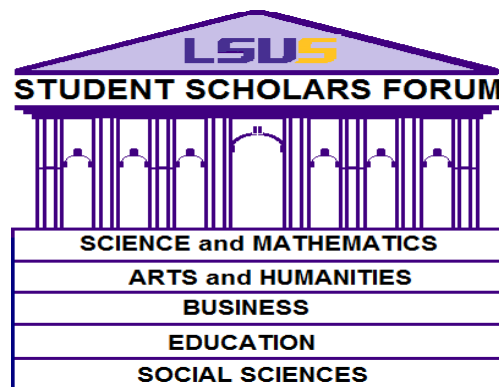 LSUS
STUDENT SCHOLARS FORUM
SCIENCE and MATHEMATICS
ARTS and HUMANITIES
BUSINESS
EDUCATION
SOCIAL SCIENCES